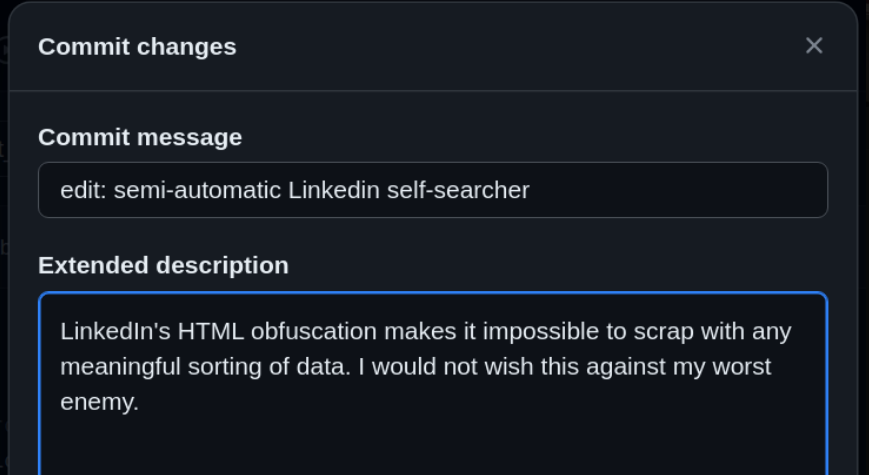 Commit changes
Commit message
edit: semi-automatic Linkedin self-searcher
Extended description
LinkedIn's HTML obfuscation makes it impossible to scrap with any
meaningful sorting of data. I would not wish this against my worst
enemy.